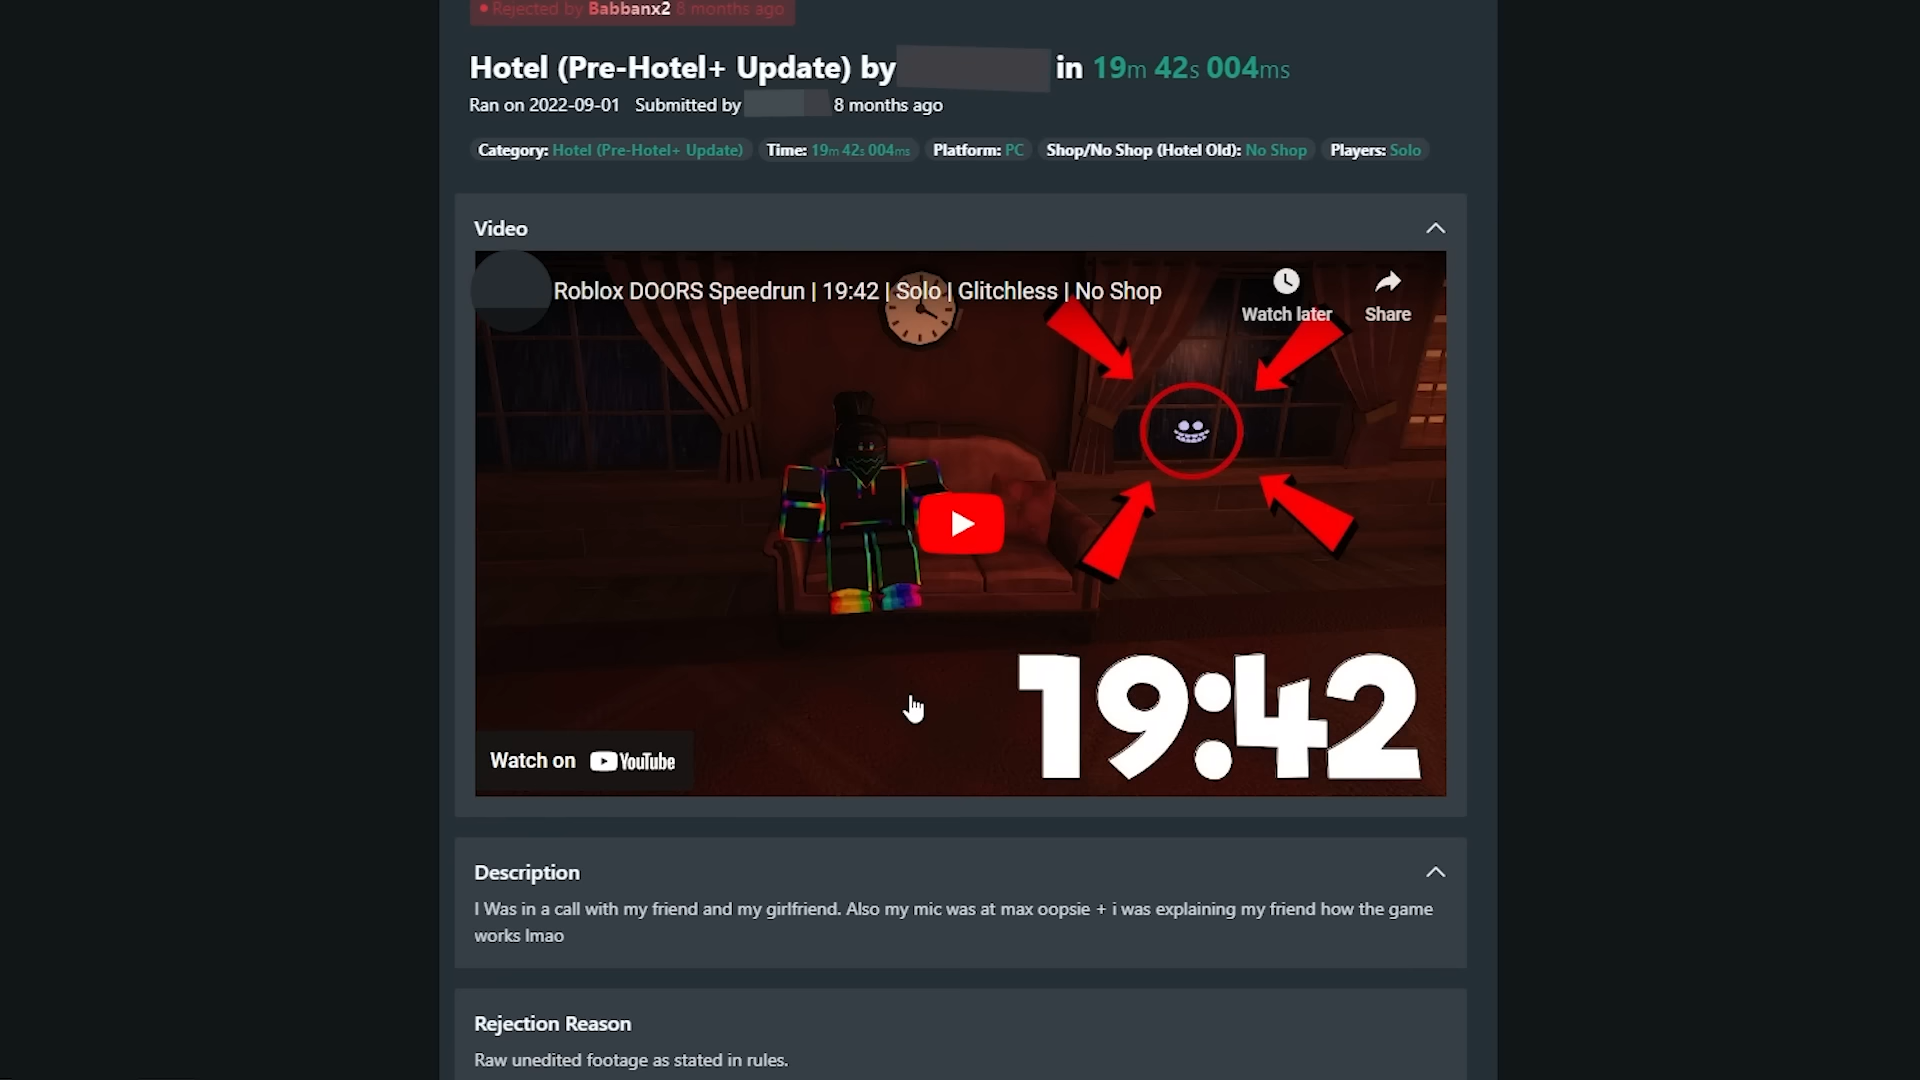 Rejected by Babbanx2 8 months ago
Hotel (Pre-Hotel+ Update) by in 19m 42s 004ms
Ran on 2022-09-01 Submitted by 8 months ago
Category: Hotel (Pre-Hotel+ Update) Time: 19m 42s 004ms Platform: PC Shop/No Shop (Hotel Old): No Shop Players: Solo
Video
Roblox DOORS Speedrun | 19:42 | Solo | Glitchless | No Shop
Watch later Share
19:42
Watch on YouTube
Description
I Was in a call with my friend and my girlfriend. Also my mic was at max oopsie + i was explaining my friend how the game
works lmao
Rejection Reason
Raw unedited footage as stated in rules.